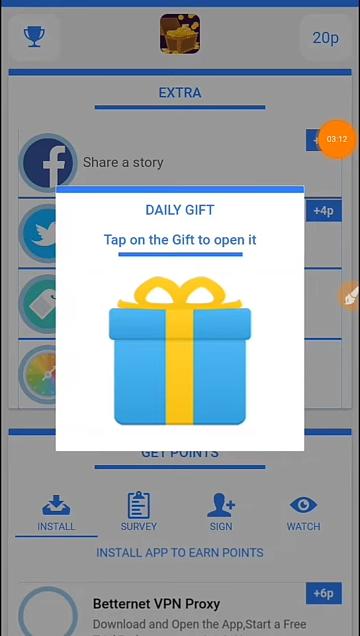 20p
EXTRA
03:12
Share a story
DAILY GIFT
+4p
Tap on the Gift to open it
GET POINTS
INSTALL
SURVEY
SIGN
WATCH
INSTALL APP TO EARN POINTS
+6p
Betternet VPN Proxy
Download and Open the App,Start a Free